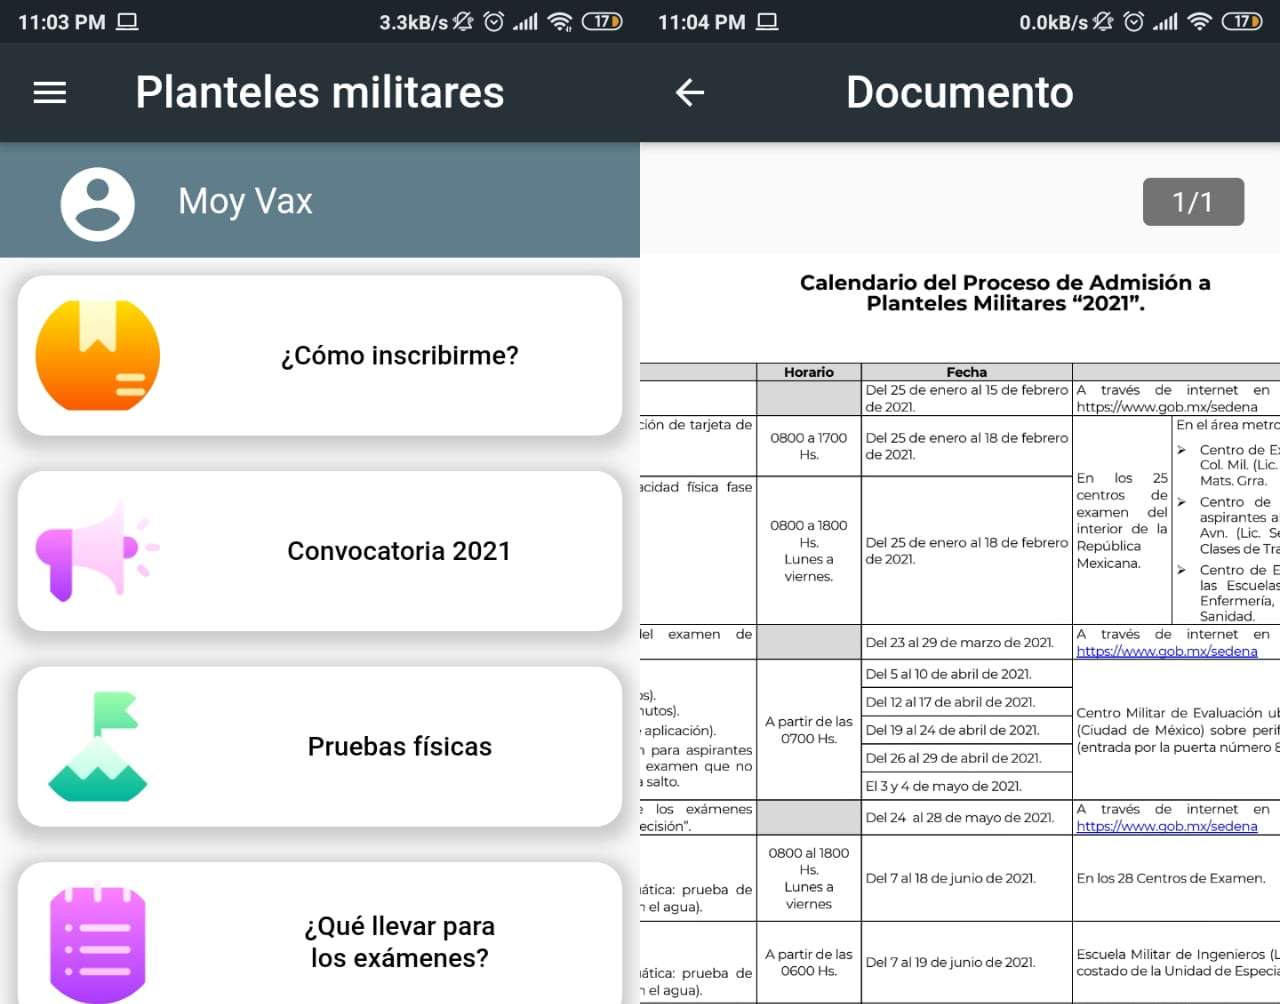 11:03 PM
3.3kB/s
17
Planteles militares
Moy Vax
¿Cómo inscribirme?
Convocatoria 2021
Pruebas físicas
¿Qué llevar para
los exámenes?
11:04 PM
0.0kB/s
17
Documento
1/1
Calendario del Proceso de Admisión a
Planteles Militares “2021”.
Horario
Fecha
Del 25 de enero al 15 de febrero
de 2021.
A través de internet en
https://www.gob.mx/sedena
ción de tarjeta de
0800 a 1700
Hs.
Del 25 de enero al 18 de febrero
de 2021.
acidad física fase
0800 a 1800
Hs.
Lunes a
viernes.
Del 25 de enero al 18 de febrero
de 2021.
En los 25
centros de
examen del
interior de la
República
Mexicana.
En el área metro
➢ Centro de Ex
Col. Mil. (Lic.
Mats. Grra.
➢ Centro de
aspirantes a
Avn. (Lic. Se
Clases de Tra
➢ Centro de E
las Escuelas
Enfermería,
Sanidad.
del examen de
Del 23 al 29 de marzo de 2021.
A través de internet en
https://www.gob.mx/sedena
os).
nutos).
aplicación).
n para aspirantes
examen que no
a salto.
A partir de las
0700 Hs.
Del 5 al 10 de abril de 2021.
Del 12 al 17 de abril de 2021.
Del 19 al 24 de abril de 2021.
Del 26 al 29 de abril de 2021.
El 3 y 4 de mayo de 2021.
Centro Militar de Evaluación ub
(Ciudad de México) sobre perif
(entrada por la puerta número 8
e los exámenes
ecisión”.
Del 24 al 28 de mayo de 2021.
A través de internet en
https://www.gob.mx/sedena
ática: prueba de
n el agua).
0800 al 1800
Hs.
Lunes a
viernes
Del 7 al 18 de junio de 2021.
En los 28 Centros de Examen.
ática: prueba de
n el agua).
A partir de las
0600 Hs.
Del 7 al 19 de junio de 2021.
Escuela Militar de Ingenieros (L
costado de la Unidad de Especia